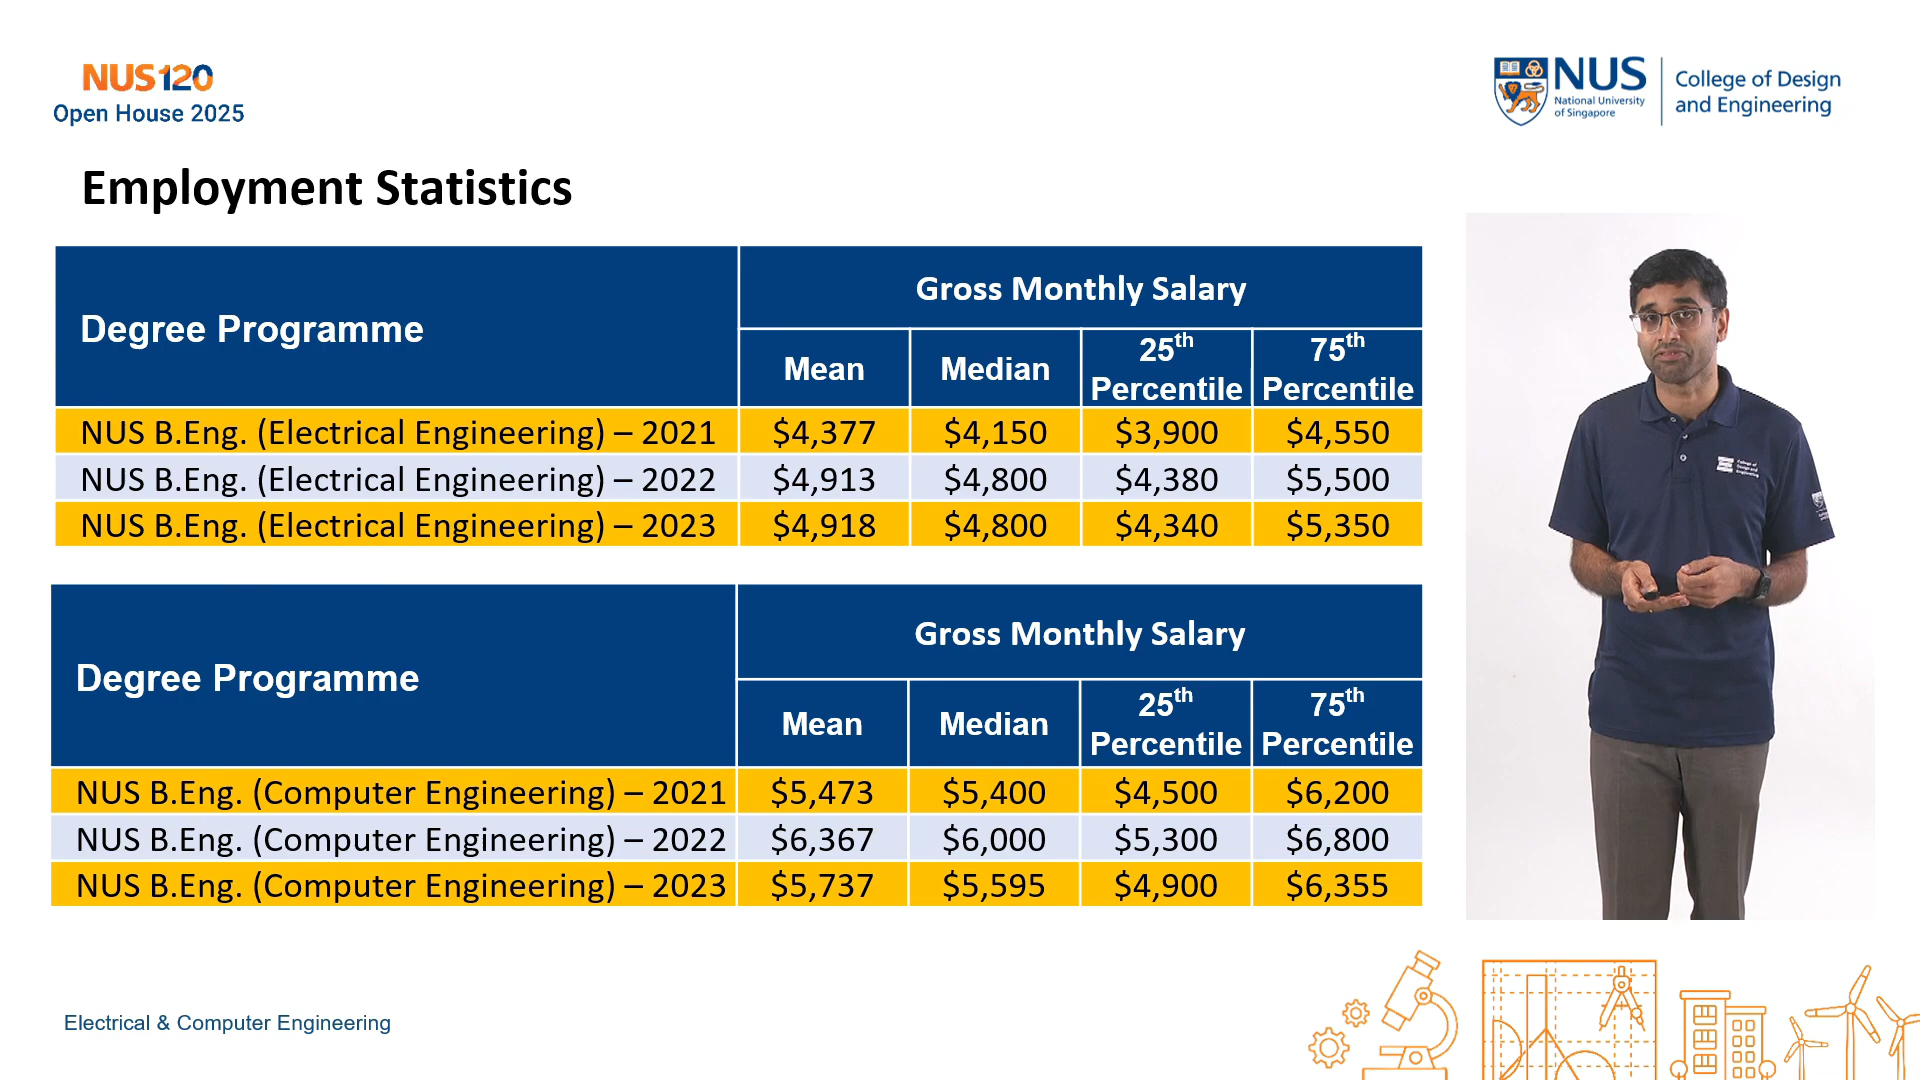 NUS120
Open House 2025
NUS
National University
of Singapore
College of Design
and Engineering
Employment Statistics
Degree Programme
Gross Monthly Salary
Mean Median 25th Percentile 75th Percentile
NUS B.Eng. (Electrical Engineering) – 2021 $4,377 $4,150 $3,900 $4,550
NUS B.Eng. (Electrical Engineering) – 2022 $4,913 $4,800 $4,380 $5,500
NUS B.Eng. (Electrical Engineering) – 2023 $4,918 $4,800 $4,340 $5,350
Degree Programme
Gross Monthly Salary
Mean Median 25th Percentile 75th Percentile
NUS B.Eng. (Computer Engineering) – 2021 $5,473 $5,400 $4,500 $6,200
NUS B.Eng. (Computer Engineering) – 2022 $6,367 $6,000 $5,300 $6,800
NUS B.Eng. (Computer Engineering) – 2023 $5,737 $5,595 $4,900 $6,355
College of
Design and
Engineering
Electrical & Computer Engineering